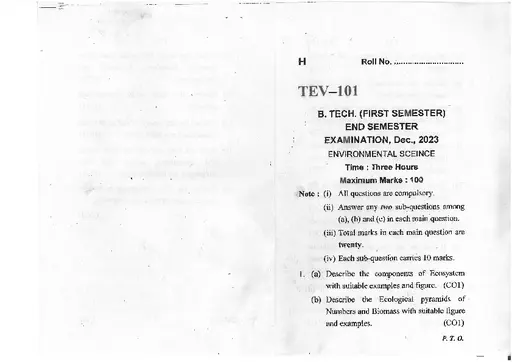 H Roll No. ..............................
TEV–101
B. TECH. (FIRST SEMESTER)
END SEMESTER
EXAMINATION, Dec., 2023
ENVIRONMENTAL SCEINCE
Time : Three Hours
Maximum Marks : 100
Note : (i) All questions are compulsory.
(ii) Answer any two sub-questions among
(a), (b) and (c) in each main question.
(iii) Total marks in each main question are
twenty.
(iv) Each sub-question carries 10 marks.
1. (a) Describe the components of Ecosystem
with suitable examples and figure. (CO1)
(b) Describe the Ecological pyramids of
Numbers and Biomass with suitable figure
and examples. (CO1)
P. T. O.